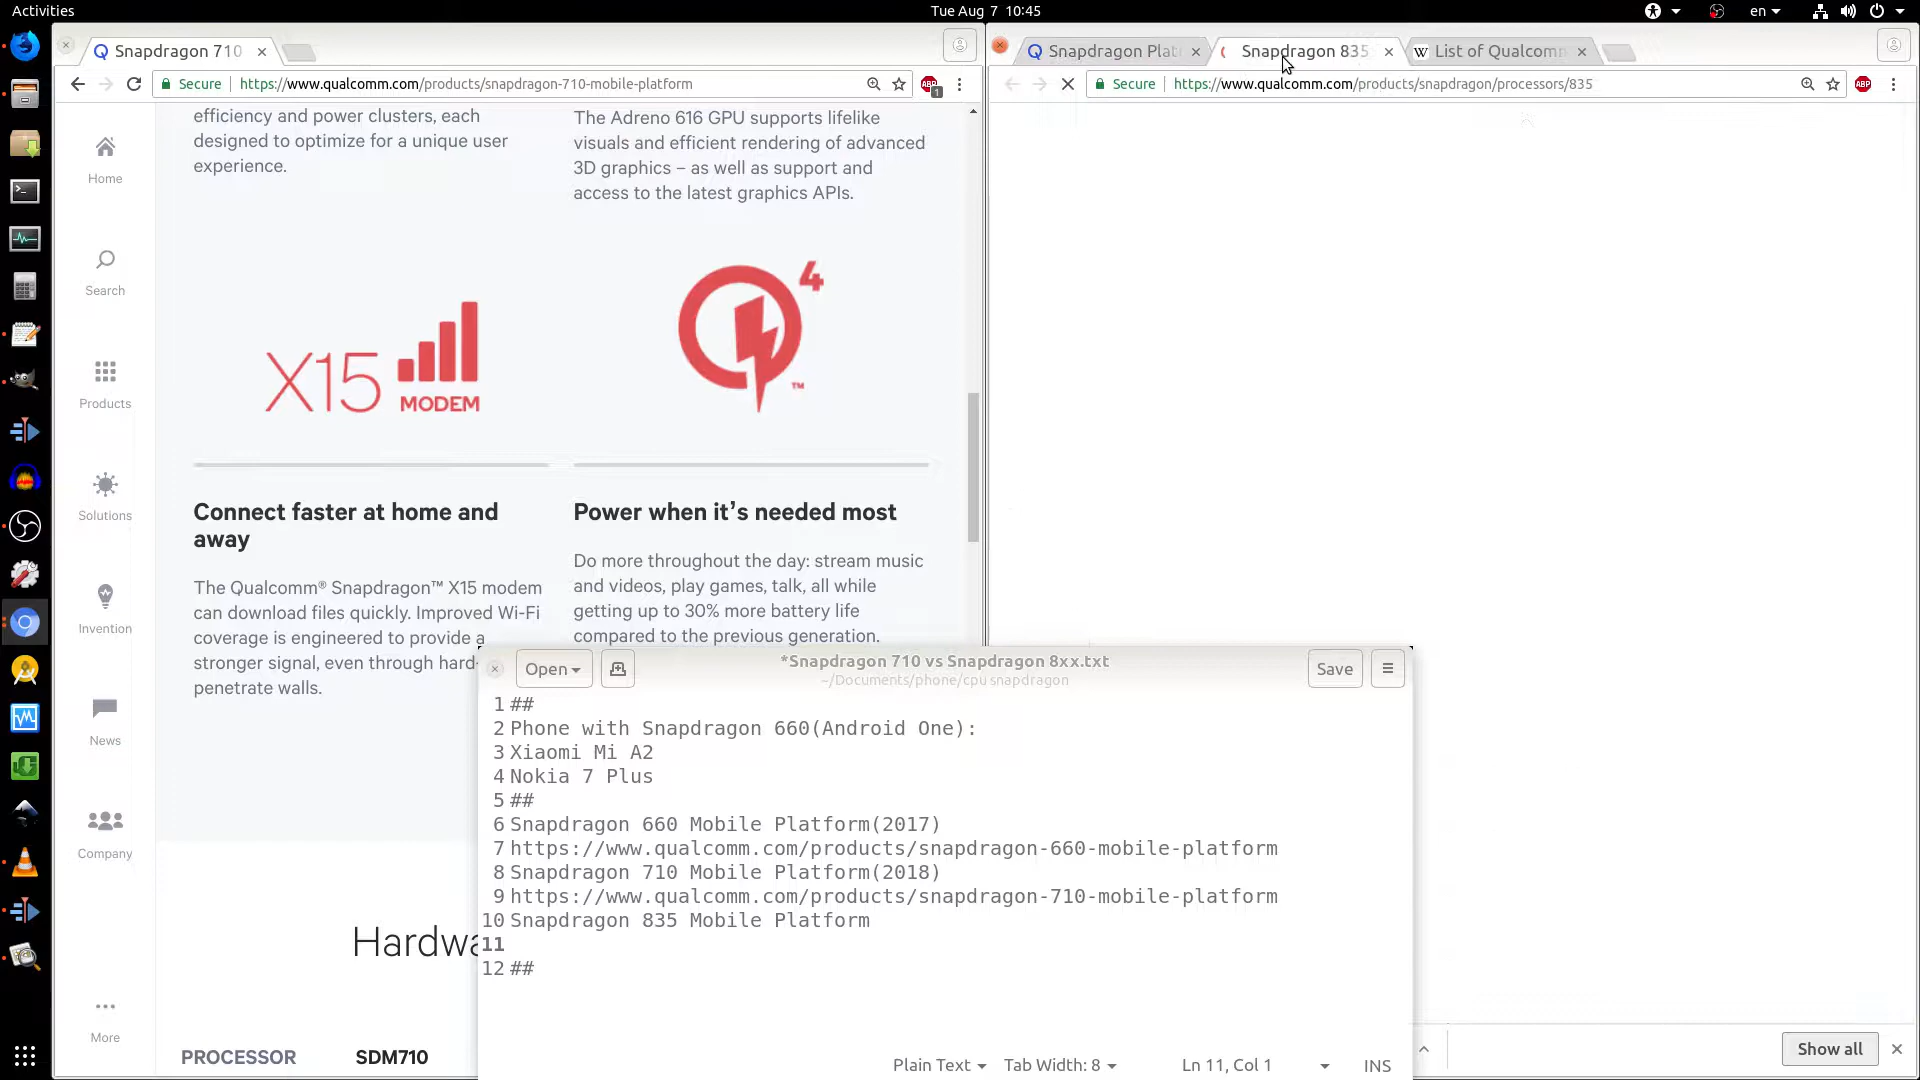 Activities
Tue Aug 7 10:45
en
Snapdragon 710
Secure
https://www.qualcomm.com/products/snapdragon-710-mobile-platform
ABP
1
Home
Search
Products
Solutions
Invention
News
Company
More
efficiency and power clusters, each
designed to optimize for a unique user
experience.
The Adreno 616 GPU supports lifelike
visuals and efficient rendering of advanced
3D graphics – as well as support and
access to the latest graphics APIs.
X15
MODEM
4
™
Connect faster at home and
away
The Qualcomm® Snapdragon™ X15 modem
can download files quickly. Improved Wi-Fi
coverage is engineered to provide a
stronger signal, even through hard-
penetrate walls.
Power when it's needed most
Do more throughout the day: stream music
and videos, play games, talk, all while
getting up to 30% more battery life
compared to the previous generation.
Hardwa
PROCESSOR
SDM710
Snapdragon Plat
Snapdragon 835
List of Qualcomm
Secure
https://www.qualcomm.com/products/snapdragon/processors/835
ABP
Open
*Snapdragon 710 vs Snapdragon 8xx.txt
~/Documents/phone/cpu snapdragon
Save
1 ##
2 Phone with Snapdragon 660(Android One):
3 Xiaomi Mi A2
4 Nokia 7 Plus
5 ##
6 Snapdragon 660 Mobile Platform(2017)
7 https://www.qualcomm.com/products/snapdragon-660-mobile-platform
8 Snapdragon 710 Mobile Platform(2018)
9 https://www.qualcomm.com/products/snapdragon-710-mobile-platform
10 Snapdragon 835 Mobile Platform
11
12 ##
Plain Text
Tab Width: 8
Ln 11, Col 1
INS
Show all